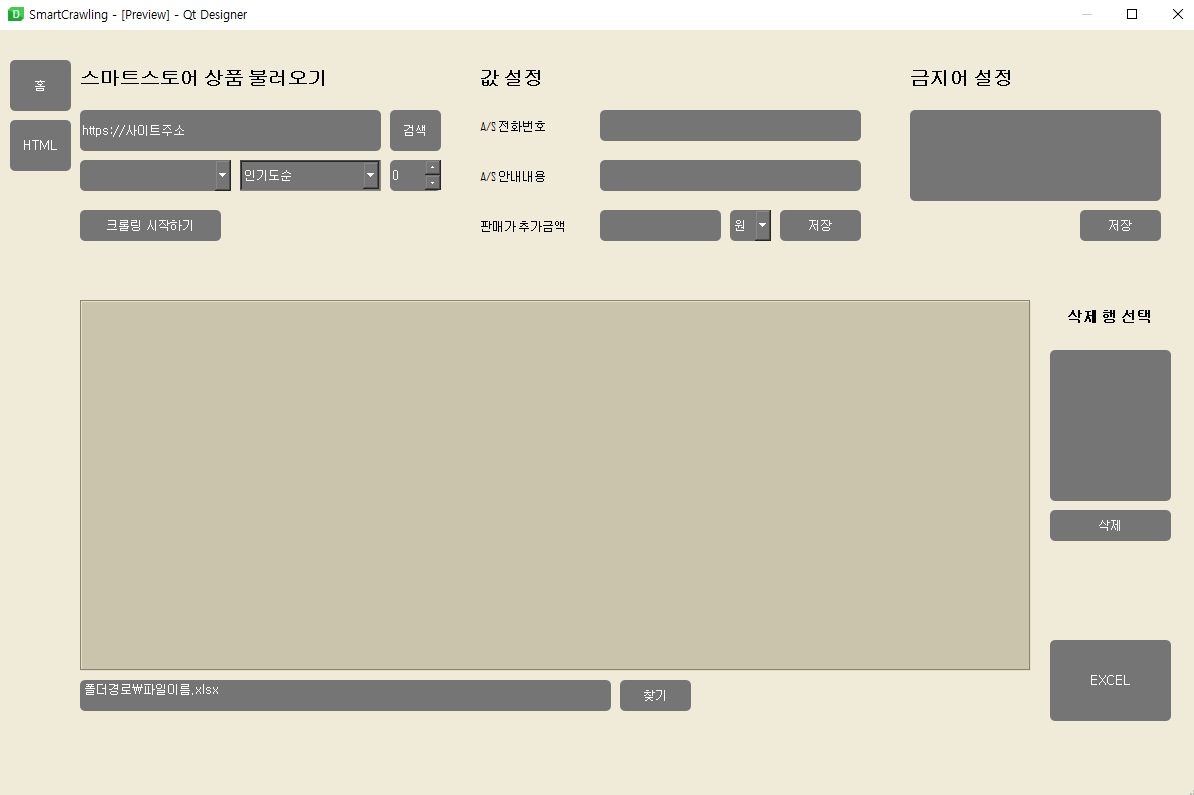 SmartCrawling - [Preview] - Qt Designer
홈
HTML
스마트스토어 상품 불러오기
https://사이트주소
검색
인기도순
0
크롤링 시작하기
값 설정
A/S 전화번호
A/S 안내내용
판매가 추가금액
원
저장
금지어 설정
저장
삭제 행 선택
삭제
EXCEL
폴더경로₩파일이름.xlsx
찾기